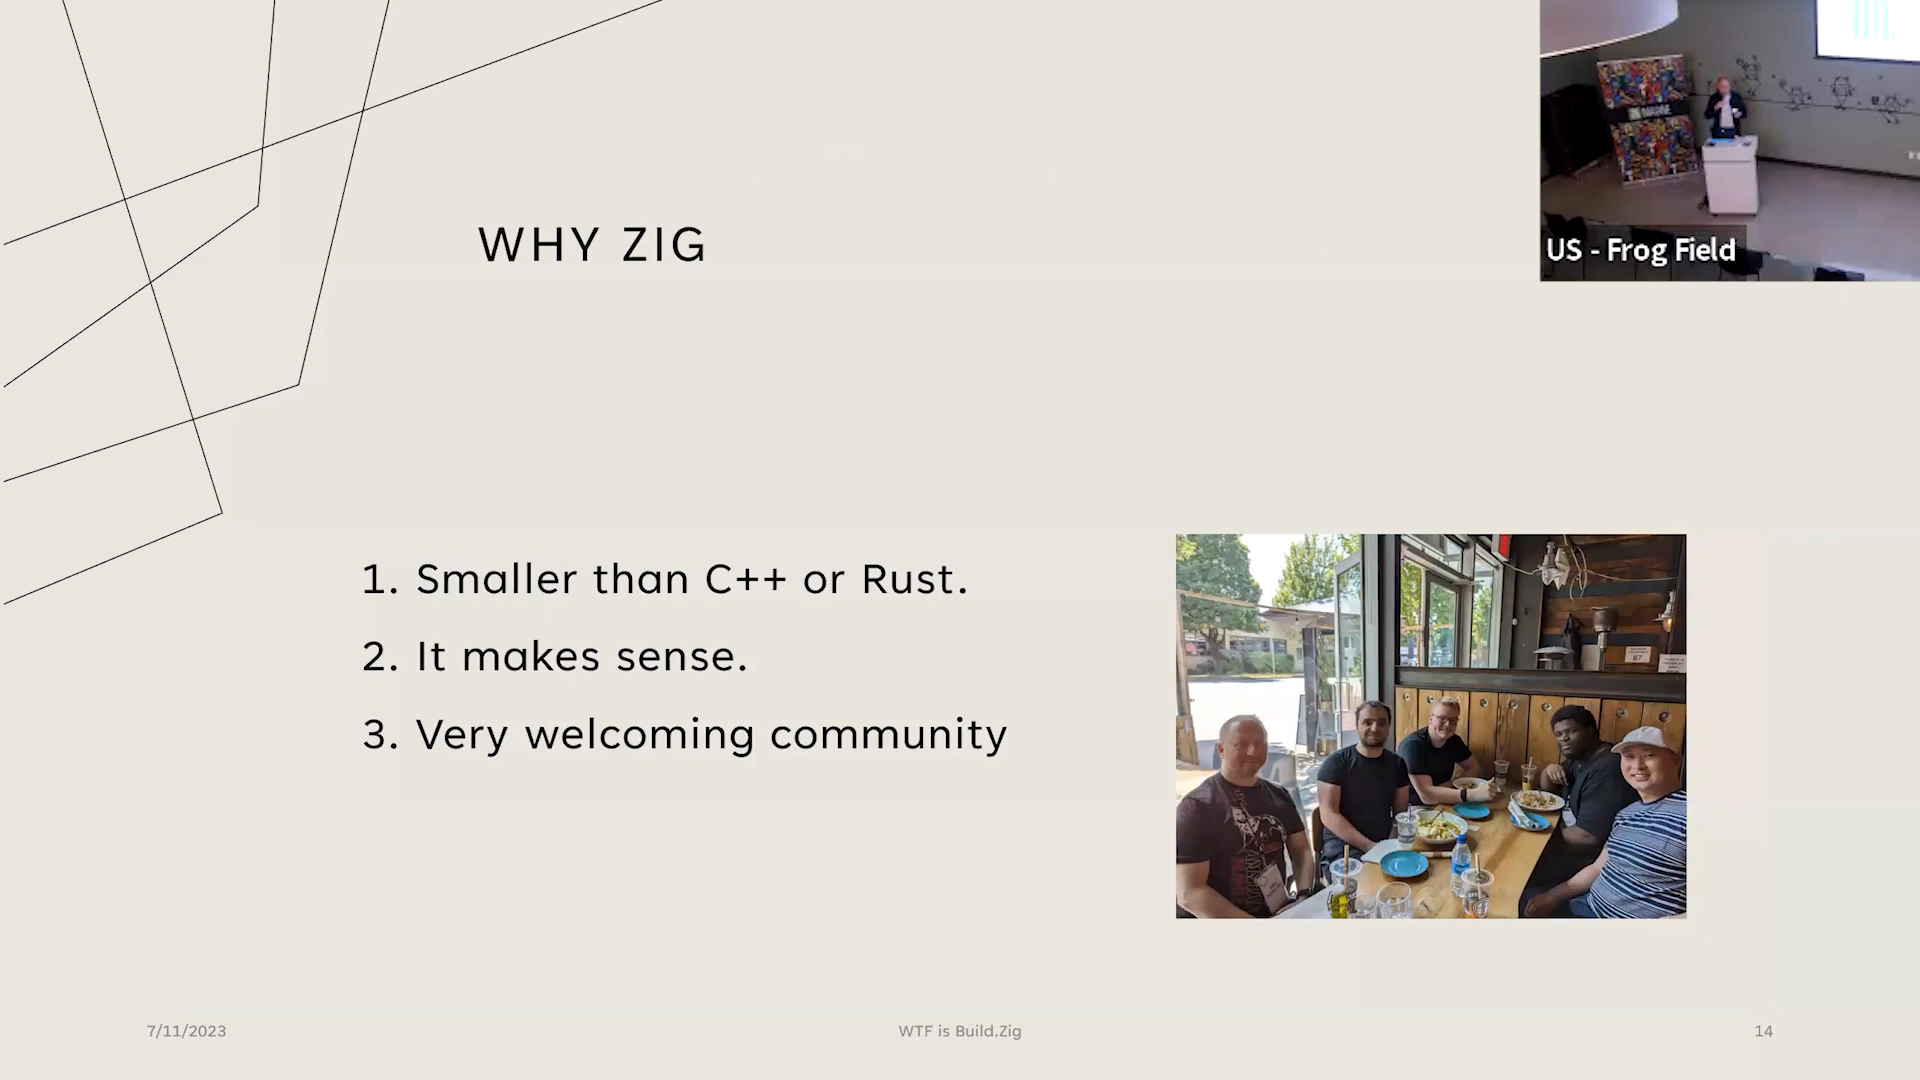 WHY ZIG
US - Frog Field
1. Smaller than C++ or Rust.
2. It makes sense.
3. Very welcoming community
7/11/2023
WTF is Build.Zig
14